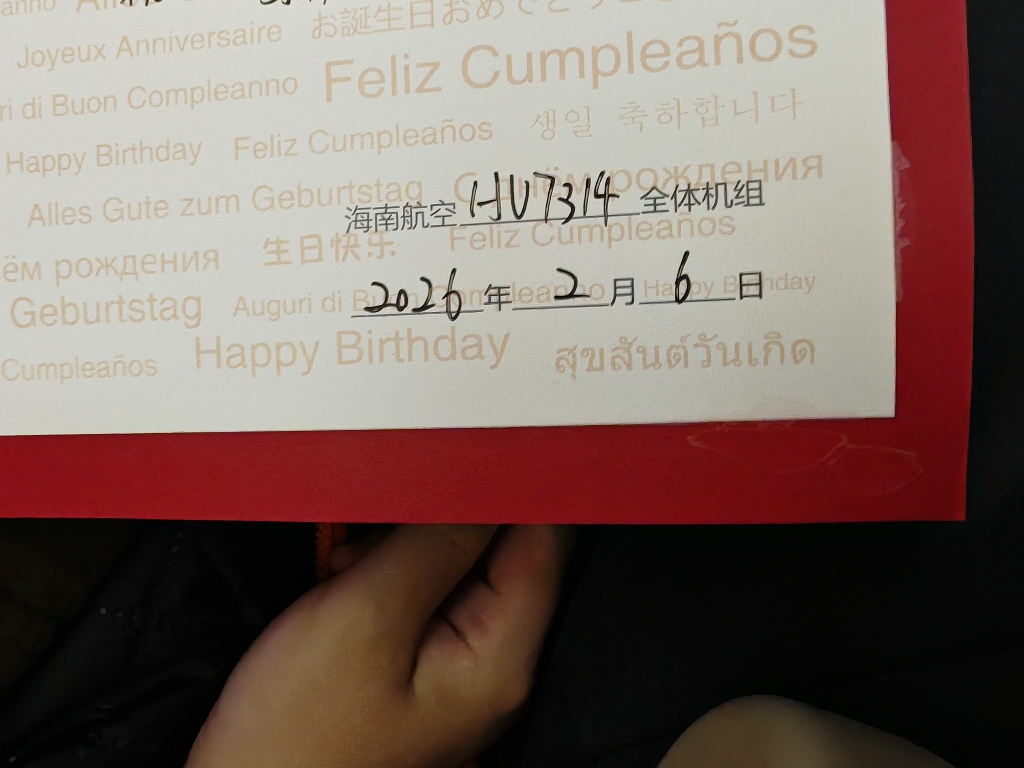 Joyeux Anniversaire お誕生日おめでとう
ri di Buon Compleanno Feliz Cumpleaños
Happy Birthday Feliz Cumpleaños 생일 축하합니다
Alles Gute zum Geburtstag С днём рождения
海南航空 HU7314 全体机组
ём рождения 生日快乐 Feliz Cumpleaños
Geburtstag Auguri di Buon Compleanno Happy Birthday
2026 年 2 月 6 日
Cumpleaños Happy Birthday สุขสันต์วันเกิด